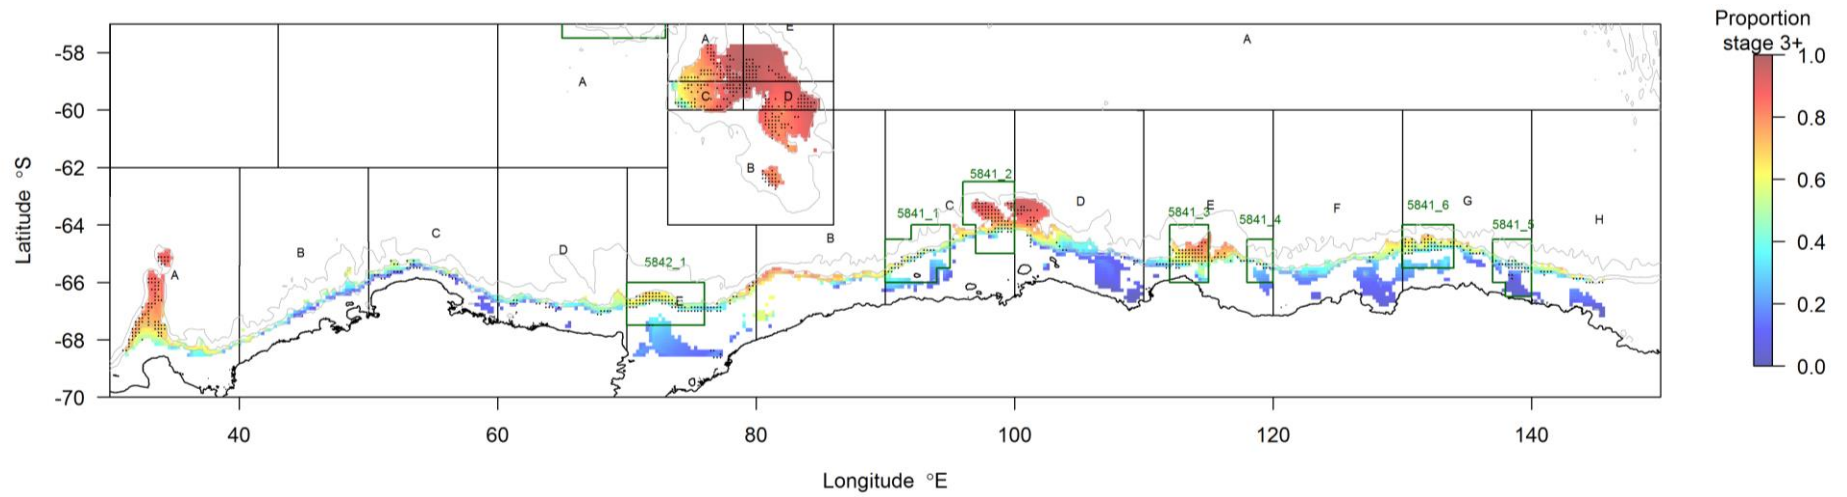 Proportion
stage 3+
1.0
0.8
0.6
0.4
0.2
0.0
-58
-60
-62
-64
-66
-68
-70
Latitude °S
A
E
A
A
C
D
B
5841_2
5842_1
5841_1
5841_3
5841_4
5841_6
5841_5
A
B
C
D
E
B
C
D
E
F
G
H
40
60
80
100
120
140
Longitude °E